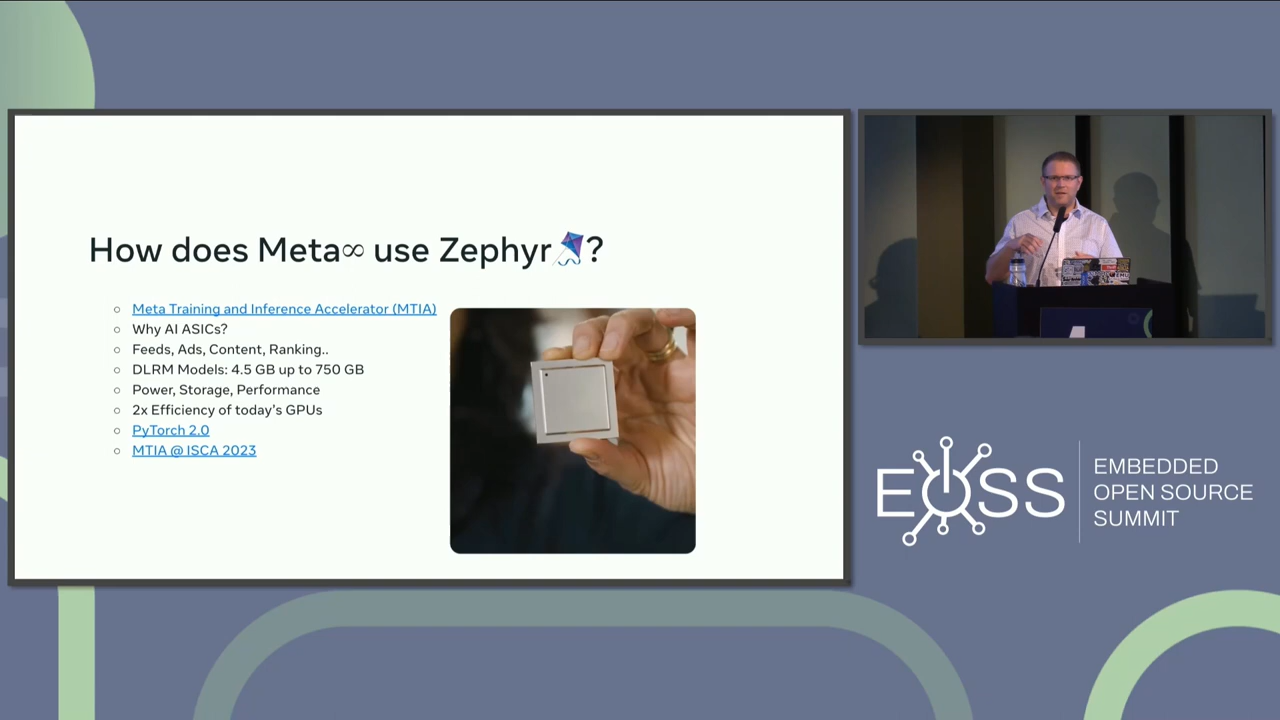 How does Meta∞ use Zephyr🪁?
Meta Training and Inference Accelerator (MTIA)
Why AI ASICs?
Feeds, Ads, Content, Ranking..
DLRM Models: 4.5 GB up to 750 GB
Power, Storage, Performance
2x Efficiency of today's GPUs
PyTorch 2.0
MTIA @ ISCA 2023
EOSS
EMBEDDED
OPEN SOURCE
SUMMIT